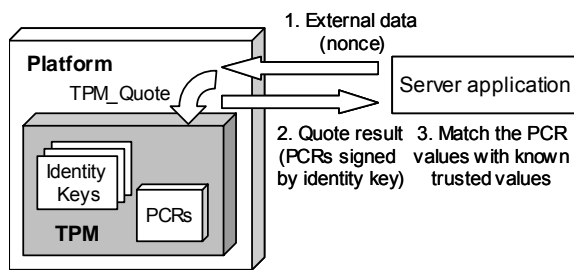 1. External data
(nonce)
Platform
Server application
TPM_Quote
2. Quote result
(PCRs signed
by identity key)
3. Match the PCR
values with known
trusted values
Identity
Keys
PCRs
TPM